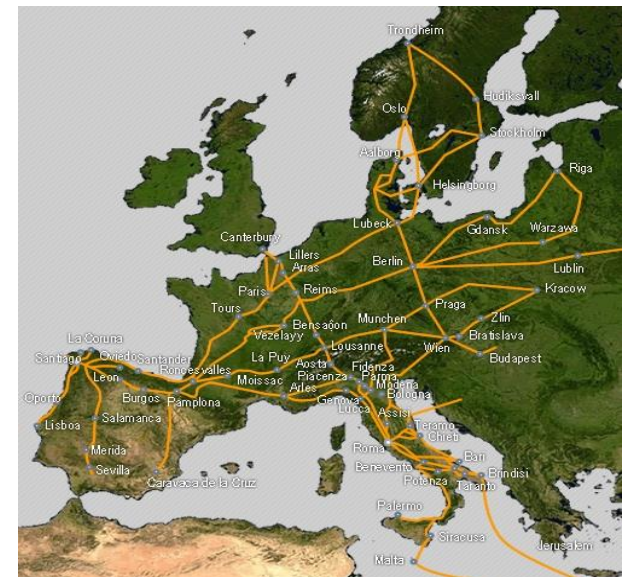 Trondheim
Hudiksvall
Oslo
Stockholm
Aalborg
Riga
Helsingborg
Lubeck
Gdansk
Warzawa
Canterbury
Lillers
Arras
Berlin
Lublin
Paris
Reims
Kracow
Tours
Praga
Munchen
Zlin
Vezelayy
Bensaôon
Bratislava
La Coruna
Lousanne
Wien
Santiago
Oviedo
Santander
Roncesvalles
La Puy
Aosta
Fidenza
Budapest
Leon
Moissac
Piacenza
Parma
Modena
Oporto
Burgos
Pamplona
Arles
Genova
Bologna
Lucca
Salamanca
Assisi
Lisboa
Teramo
Chieti
Merida
Roma
Sevilla
Benevento
Bari
Caravaca de la Cruz
Potenza
Taranto
Brindisi
Palermo
Siracusa
Jerusalem
Malta